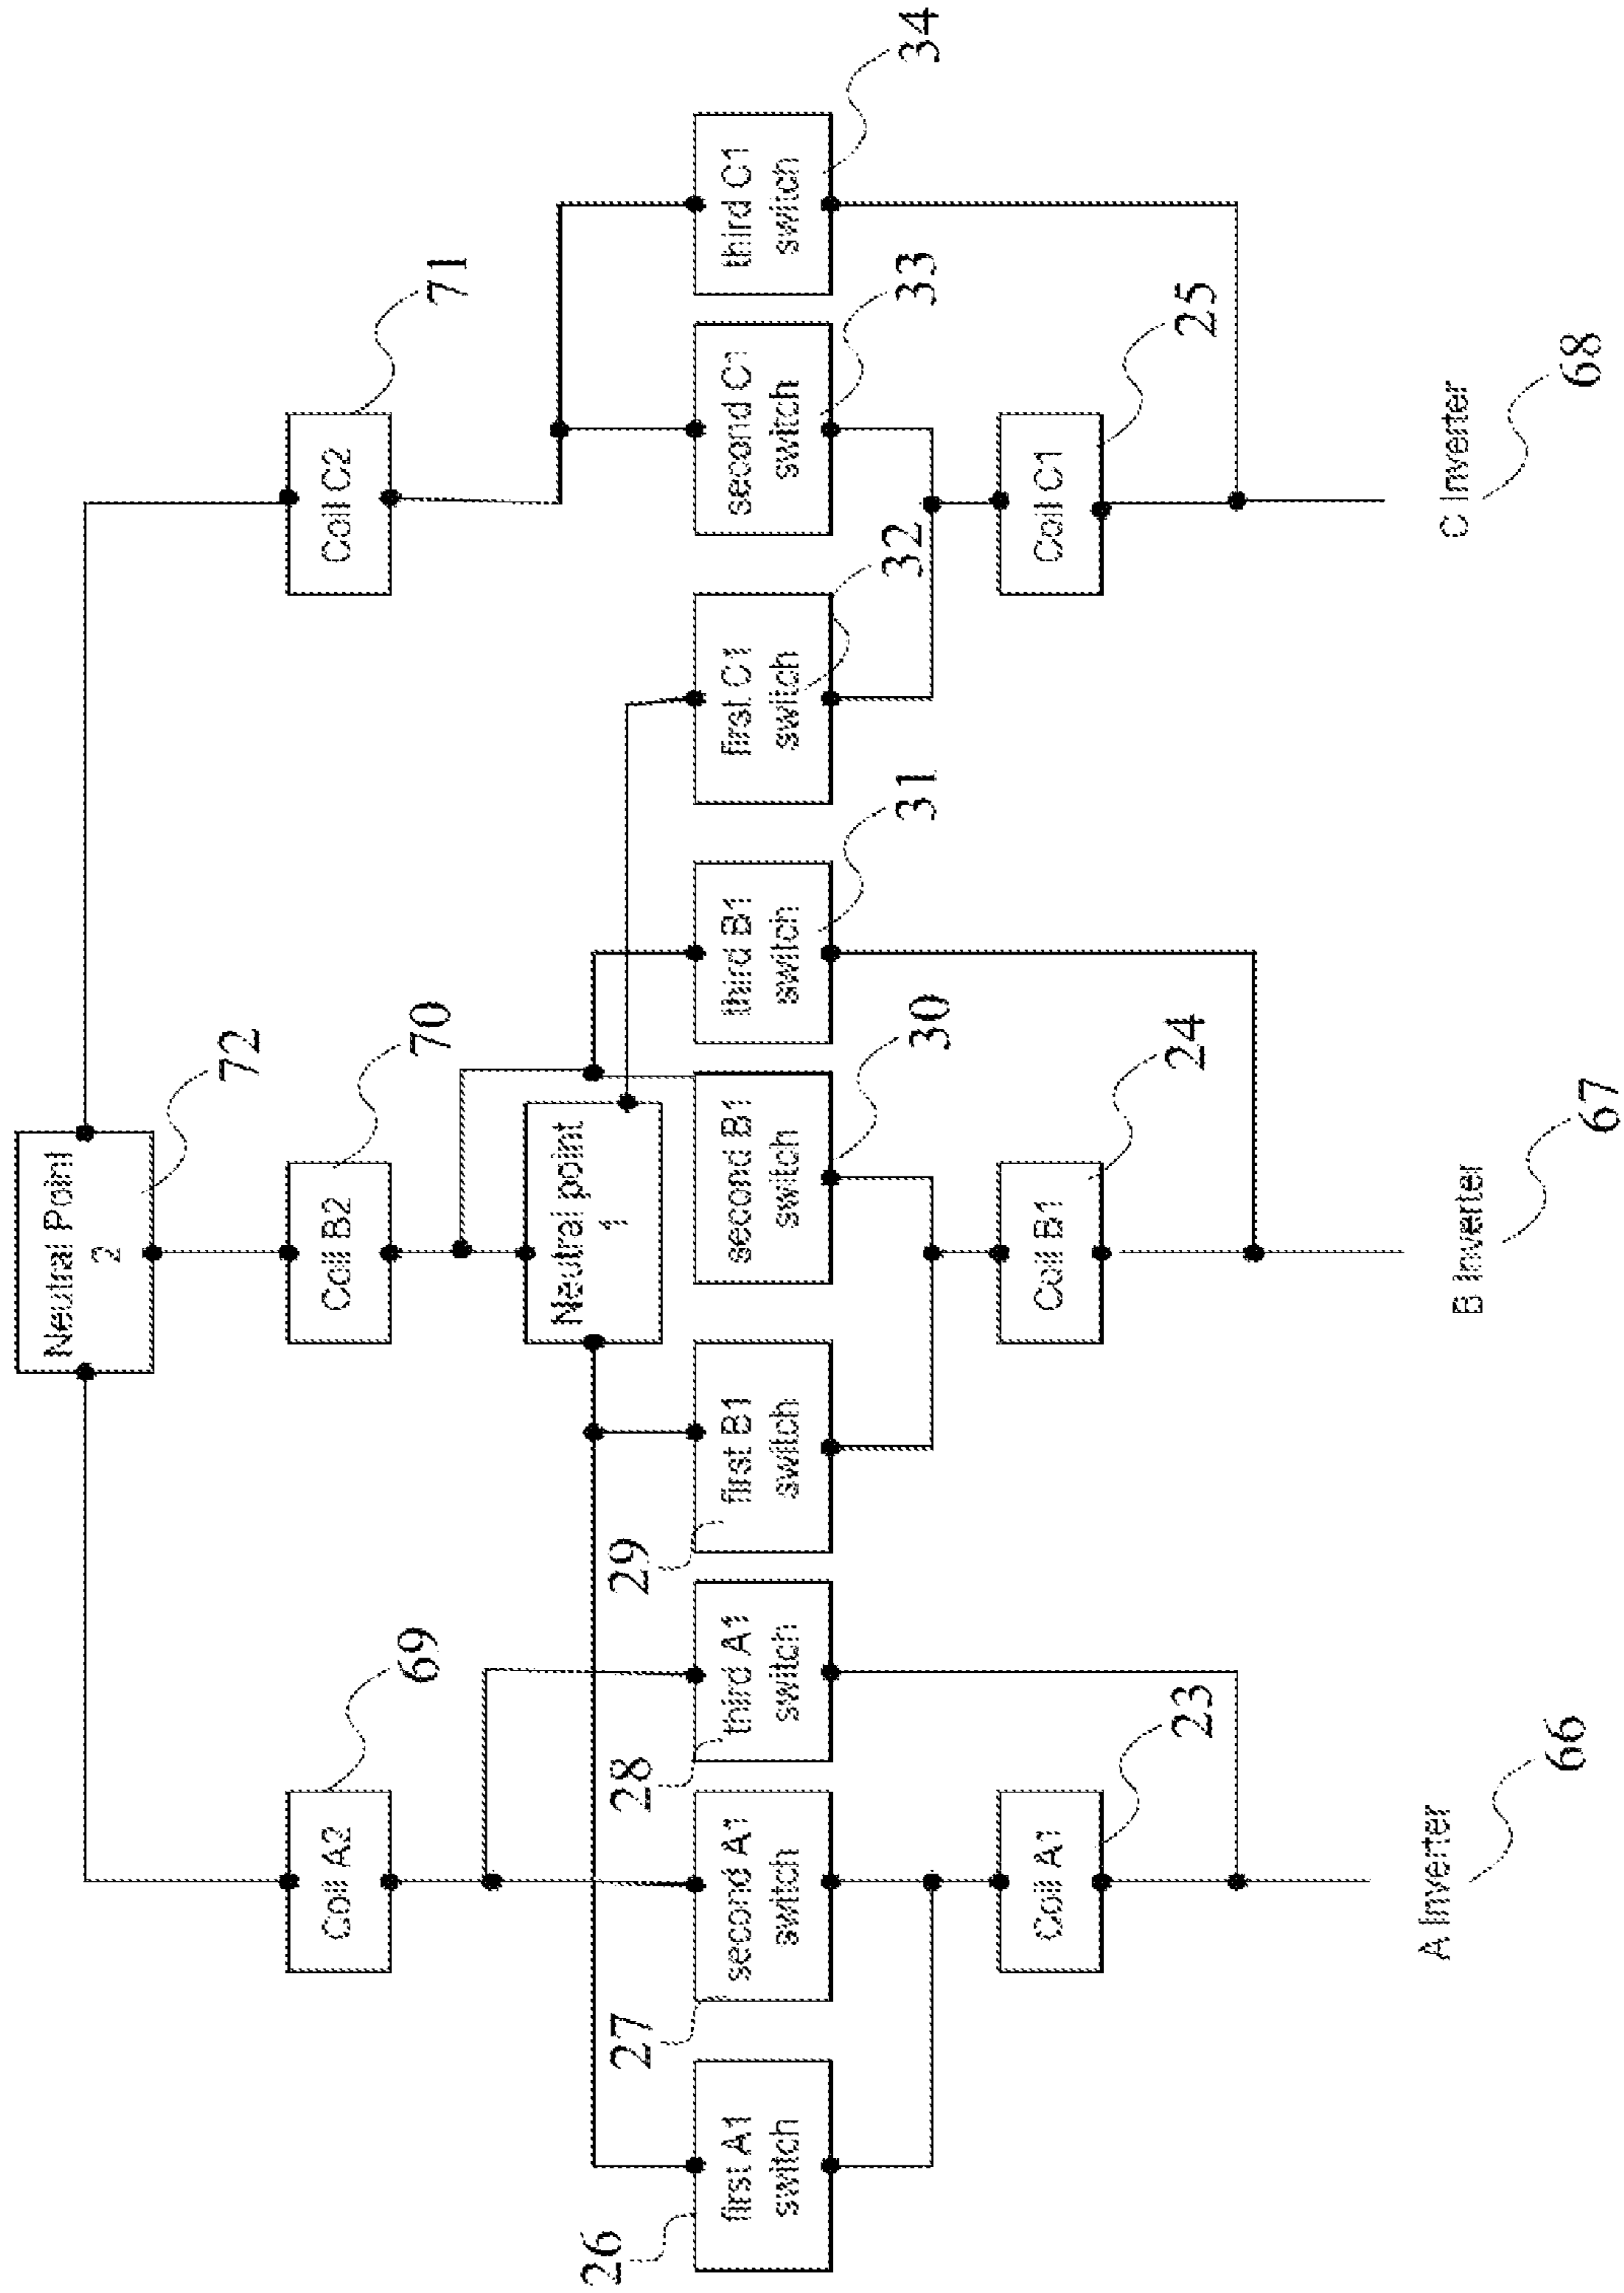 Neutral Point
2
72
Coil A2
69
Coil B2
70
Coil C2
71
Neutral point
1
first A1
switch
26
second A1
switch
27
third A1
switch
28
first B1
switch
29
second B1
switch
30
third B1
switch
31
first C1
switch
32
second C1
switch
33
third C1
switch
34
Coil A1
23
Coil B1
24
Coil C1
25
A Inverter
66
B Inverter
67
C Inverter
68